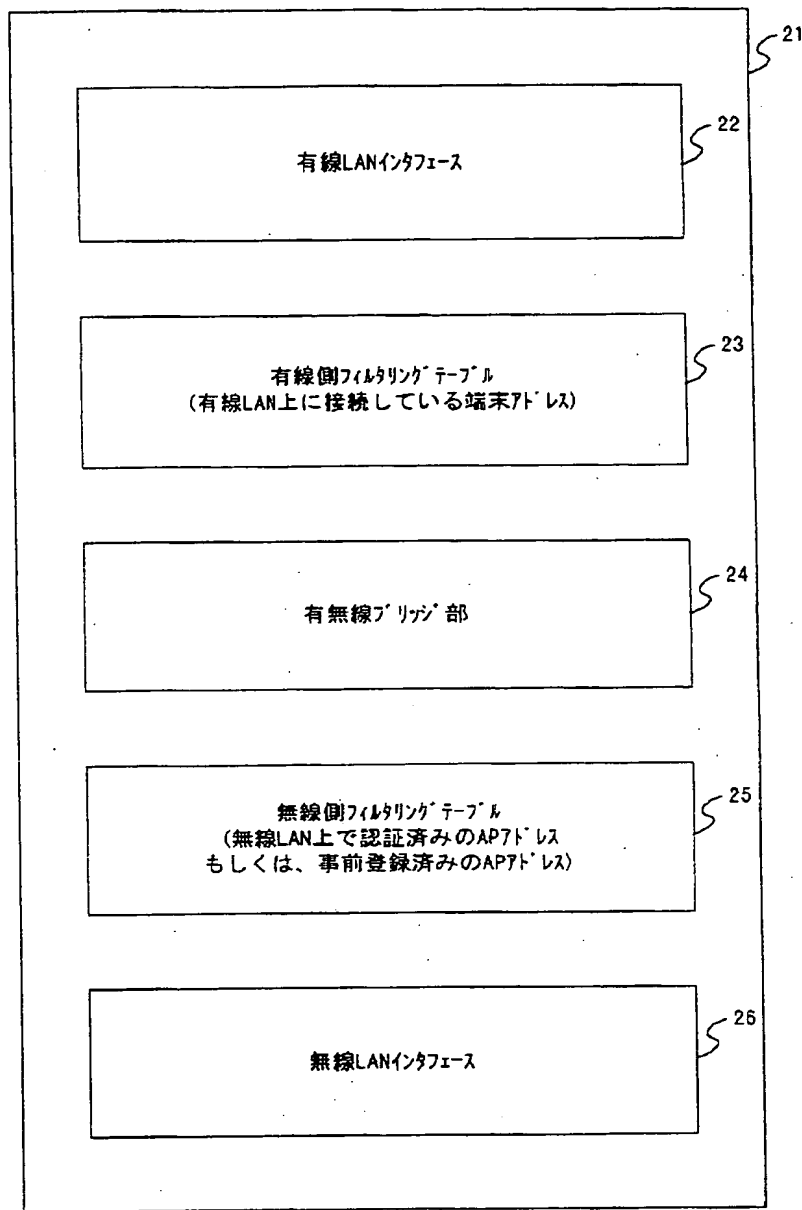 21
22
有線LANインタフェース
23
有線側フィルタリングテーブル
(有線LAN上に接続している端末アドレス)
24
有無線ブリッジ部
25
無線側フィルタリングテーブル
(無線LAN上で認証済みのAPアドレス
もしくは、事前登録済みのAPアドレス)
26
無線LANインタフェース